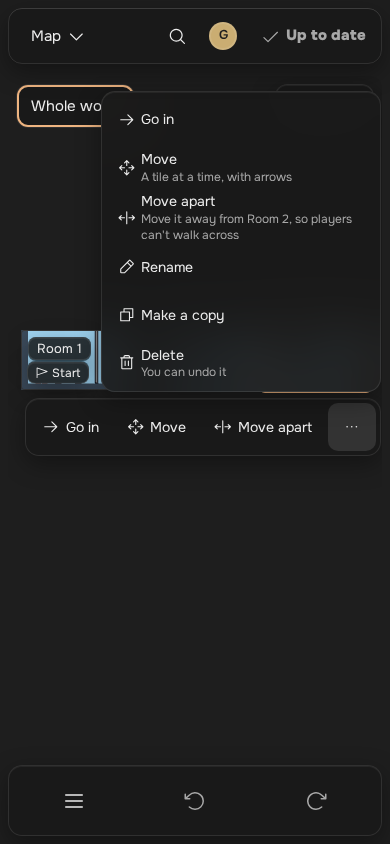 Map
G
Up to date
Whole wo
Go in
Move
A tile at a time, with arrows
Move apart
Move it away from Room 2, so players
can't walk across
Rename
Make a copy
Delete
You can undo it
Room 1
Start
Go in
Move
Move apart
...